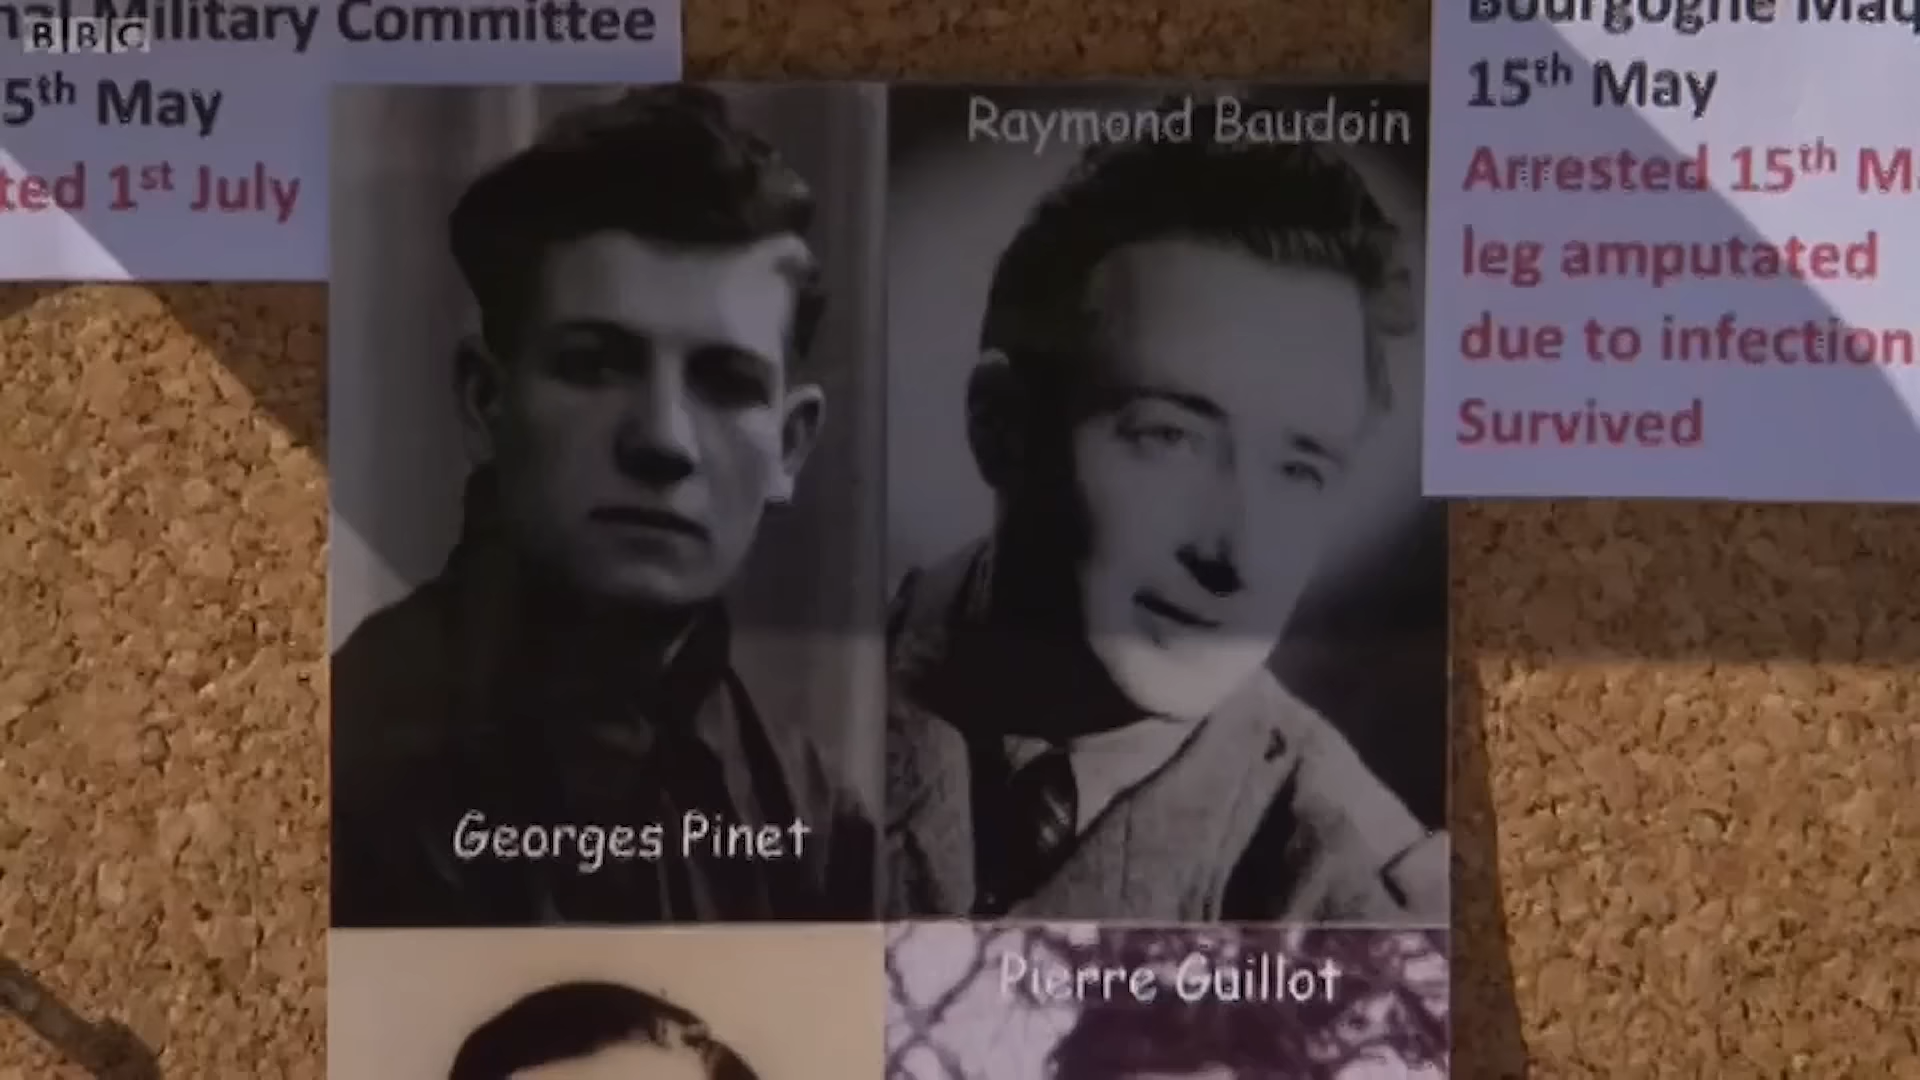 BBC
Military Committee
5th May
1st July
Raymond Baudoin
Georges Pinet
Pierre Guillot
Bourgogne
15th May
Arrested 15th
leg amputated
due to infection
Survived